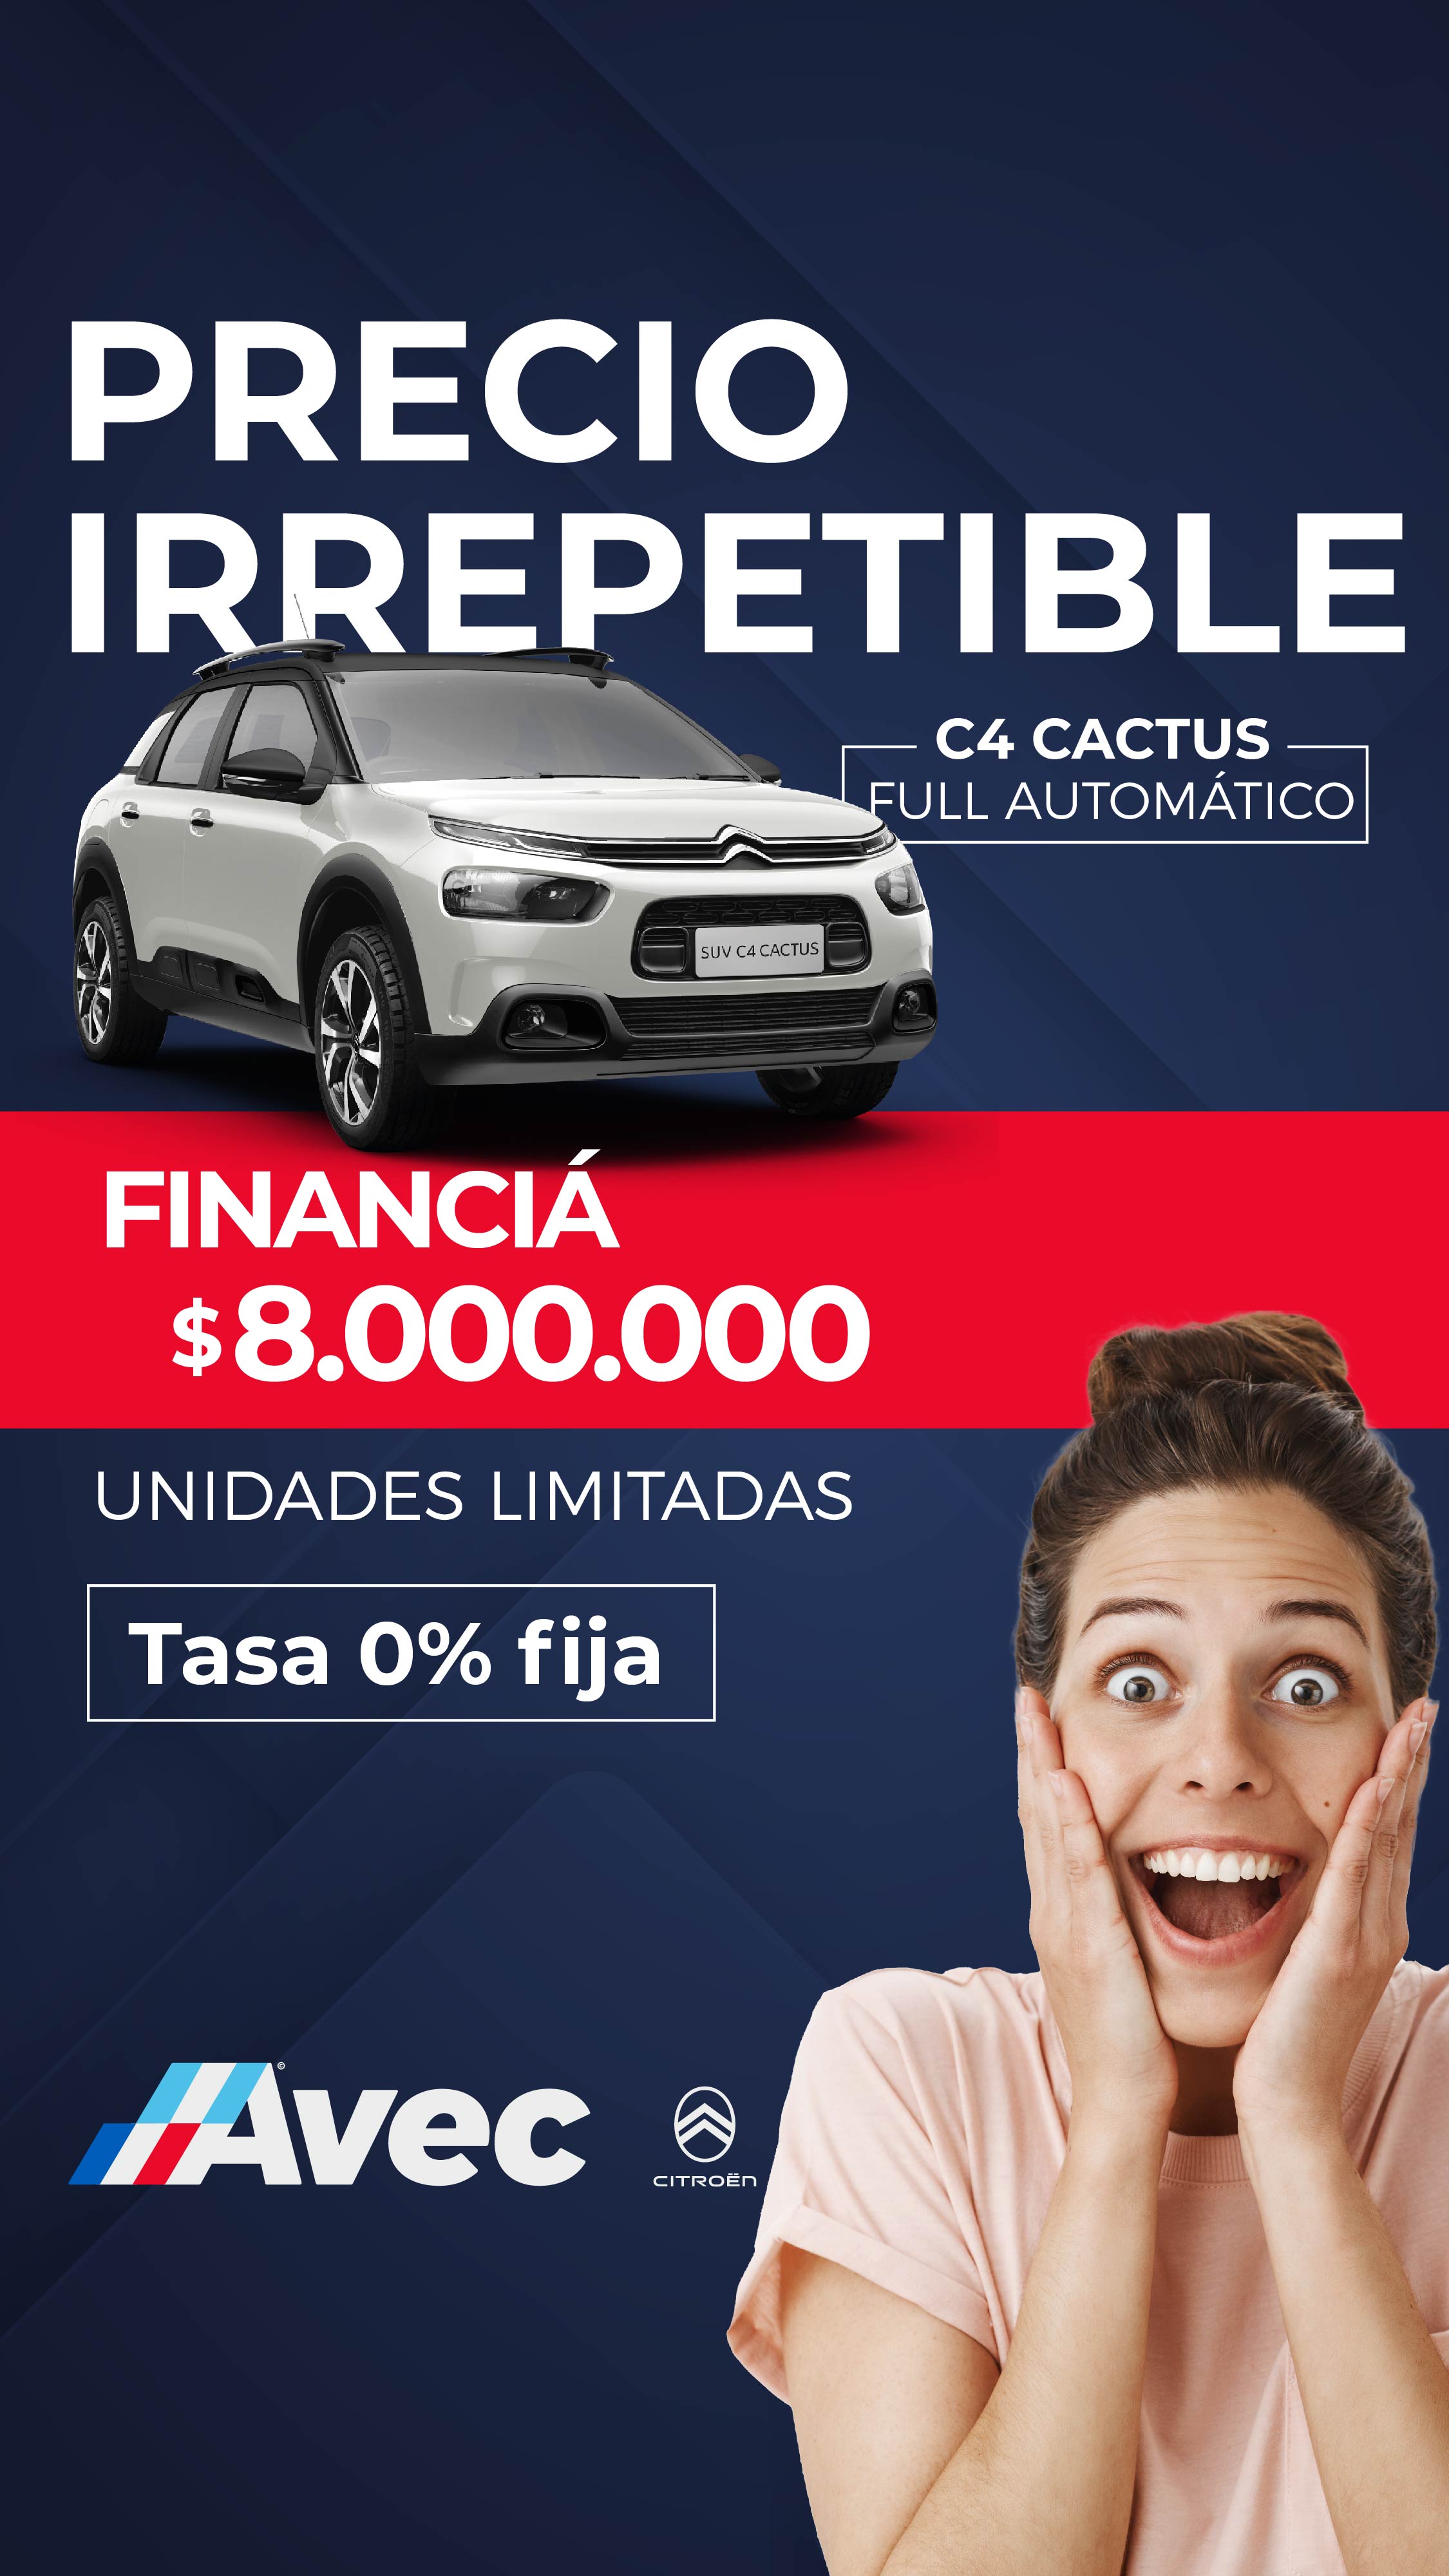 PRECIO
IRREPETIBLE
C4 CACTUS
FULL AUTOMÁTICO
SUV C4 CACTUS
FINANCIÁ
$8.000.000
UNIDADES LIMITADAS
Tasa 0% fija
Avec©
CITROËN